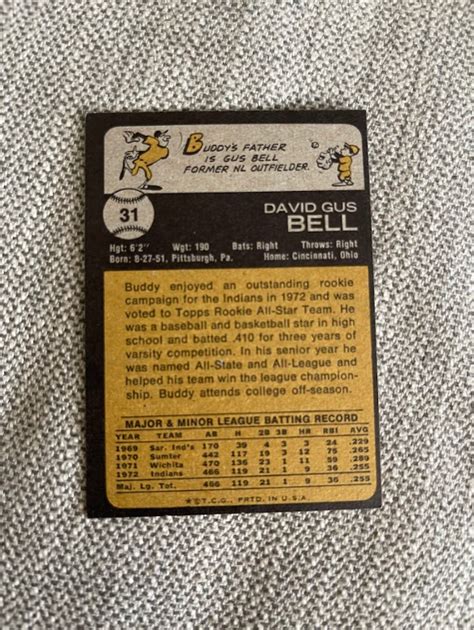 BUDDY'S FATHER
IS GUS BELL
FORMER NL OUTFIELDER.
31
DAVID GUS
BELL
Hgt: 6'2" Wgt: 190 Bats: Right Throws: Right
Born: 8-27-51, Pittsburgh, Pa. Home: Cincinnati, Ohio
Buddy enjoyed an outstanding rookie
campaign for the Indians in 1972 and was
voted to Topps Rookie All-Star Team. He
was a baseball and basketball star in high
school and batted .410 for three years of
varsity competition. In his senior year he
was named All-State and All-League and
helped his team win the league champion-
ship. Buddy attends college off-season.
MAJOR & MINOR LEAGUE BATTING RECORD
YEAR TEAM AB H 2B 3B HR RBI AVG
1969 Sar. Ind's 170 39 4 3 3 24 .229
1970 Sumter 442 117 19 3 12 75 .265
1971 Wichita 470 136 23 1 11 59 .289
1972 Indians 466 119 21 1 9 36 .255
Maj. Lg. Tot. 466 119 21 1 9 36 .255
★©T.C.G. PRTD. IN U.S.A.